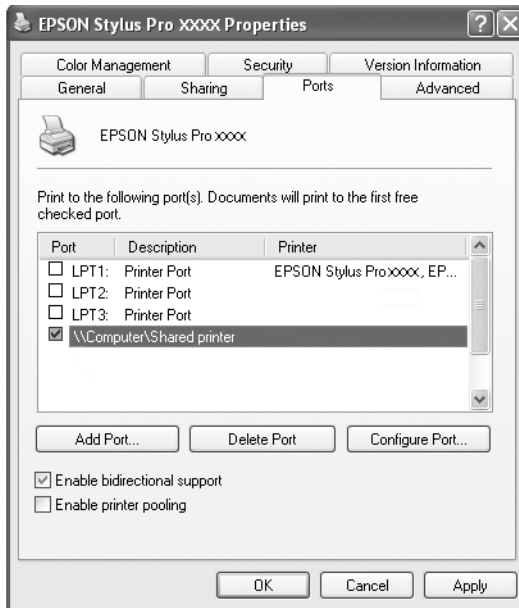 EPSON Stylus Pro XXXX Properties
Color Management Security Version Information
General Sharing Ports Advanced
EPSON Stylus Pro xxxx
Print to the following port(s). Documents will print to the first free
checked port.
Port Description Printer
LPT1: Printer Port EPSON Stylus Pro xxxx, EP...
LPT2: Printer Port
LPT3: Printer Port
\\Computer\Shared printer
Add Port... Delete Port Configure Port...
Enable bidirectional support
Enable printer pooling
OK Cancel Apply